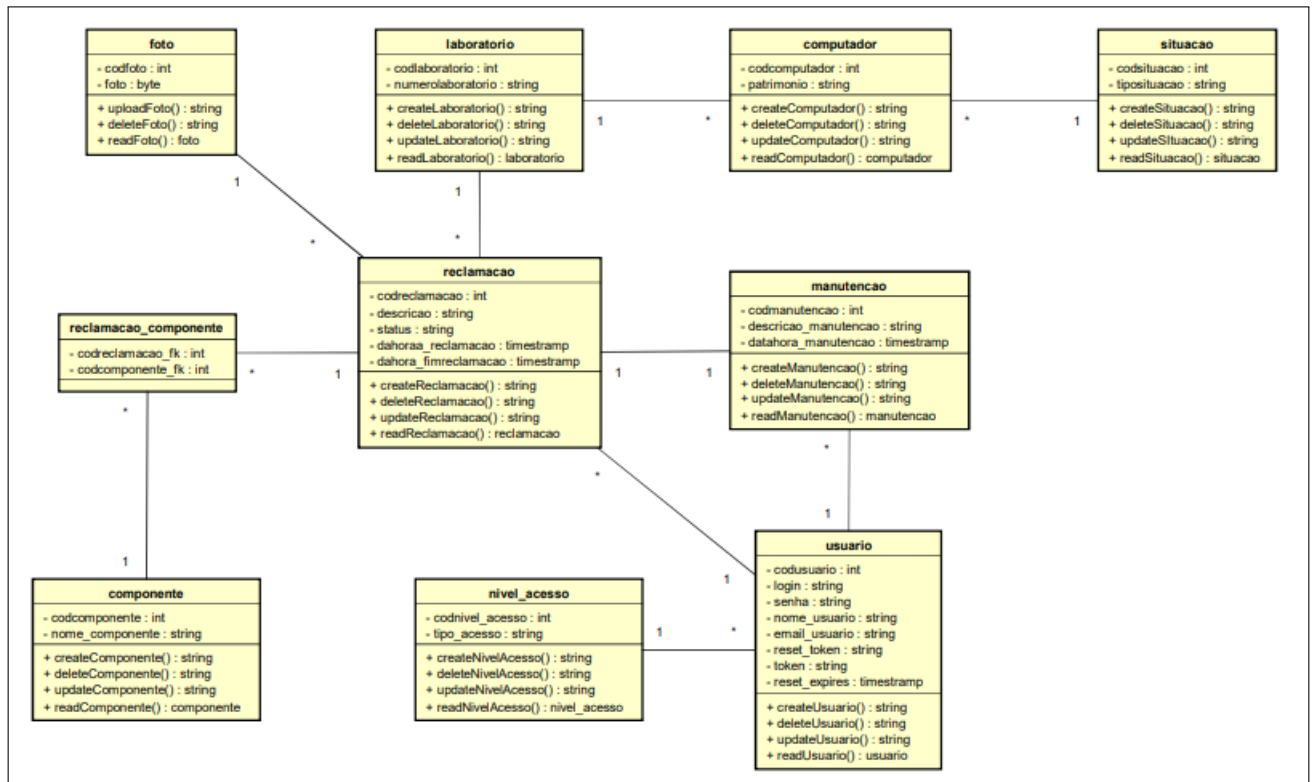 foto
- codfoto : int
- foto : byte
+ uploadFoto() : string
+ deleteFoto() : string
+ readFoto() : foto
laboratorio
- codlaboratorio : int
- numerolaboratorio : string
+ createLaboratorio() : string
+ deleteLaboratorio() : string
+ updateLaboratorio() : string
+ readLaboratorio() : laboratorio
computador
- codcomputador : int
- patrimonio : string
+ createComputador() : string
+ deleteComputador() : string
+ updateComputador() : string
+ readComputador() : computador
situacao
- codsituacao : int
- tiposituacao : string
+ createSituacao() : string
+ deleteSituacao() : string
+ updateSItuacao() : string
+ readSituacao() : situacao
1
*
*
1
1
*
1
*
reclamacao
- codreclamacao : int
- descricao : string
- status : string
- dahoraa_reclamacao : timestramp
- dahora_fimreclamacao : timestramp
+ createReclamacao() : string
+ deleteReclamacao() : string
+ updateReclamacao() : string
+ readReclamacao() : reclamacao
manutencao
- codmanutencao : int
- descricao_manutencao : string
- datahora_manutencao : timestramp
+ createManutencao() : string
+ deleteManutencao() : string
+ updateManutencao() : string
+ readManutencao() : manutencao
reclamacao_componente
- codreclamacao_fk : int
- codcomponente_fk : int
*
1
1
1
*
1
*
1
*
1
componente
- codcomponente : int
- nome_componente : string
+ createComponente() : string
+ deleteComponente() : string
+ updateComponente() : string
+ readComponente() : componente
nivel_acesso
- codnivel_acesso : int
- tipo_acesso : string
+ createNivelAcesso() : string
+ deleteNivelAcesso() : string
+ updateNivelAcesso() : string
+ readNivelAcesso() : nivel_acesso
1
*
usuario
- codusuario : int
- login : string
- senha : string
- nome_usuario : string
- email_usuario : string
- reset_token : string
- token : string
- reset_expires : timestramp
+ createUsuario() : string
+ deleteUsuario() : string
+ updateUsuario() : string
+ readUsuario() : usuario